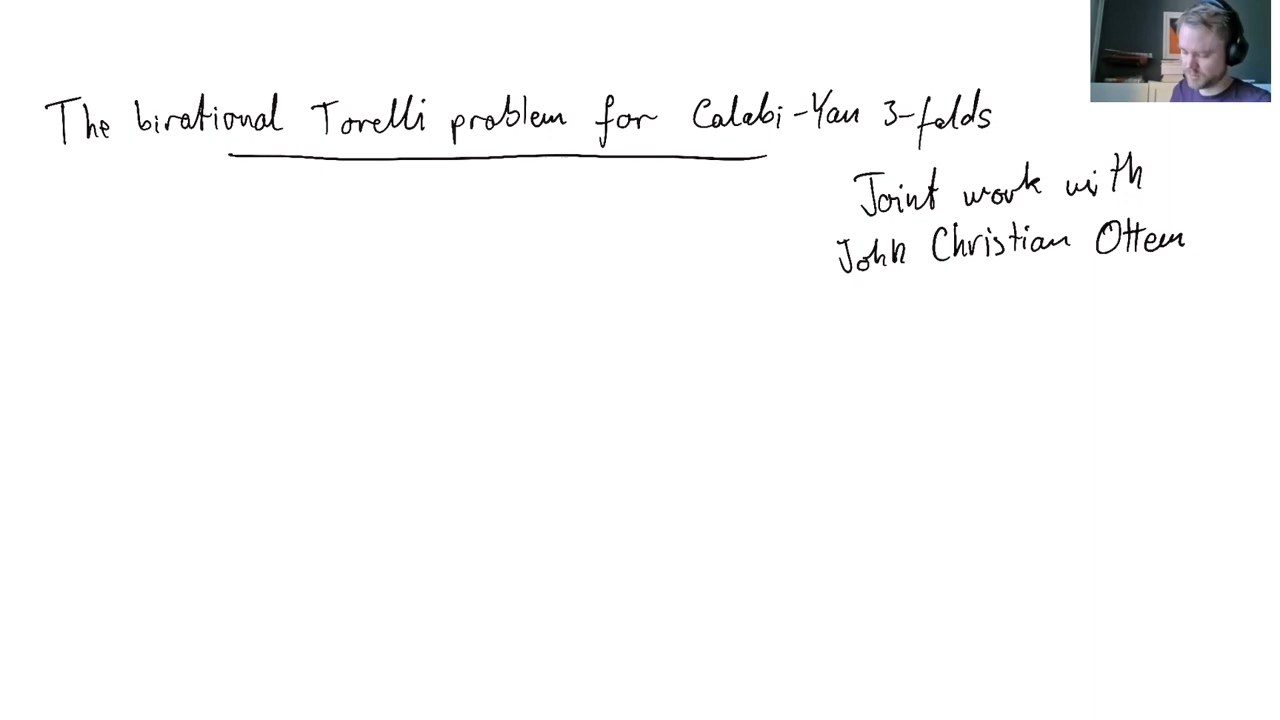 The birational Torelli problem for Calabi-Yau 3-folds
Joint work with
John Christian Ottem